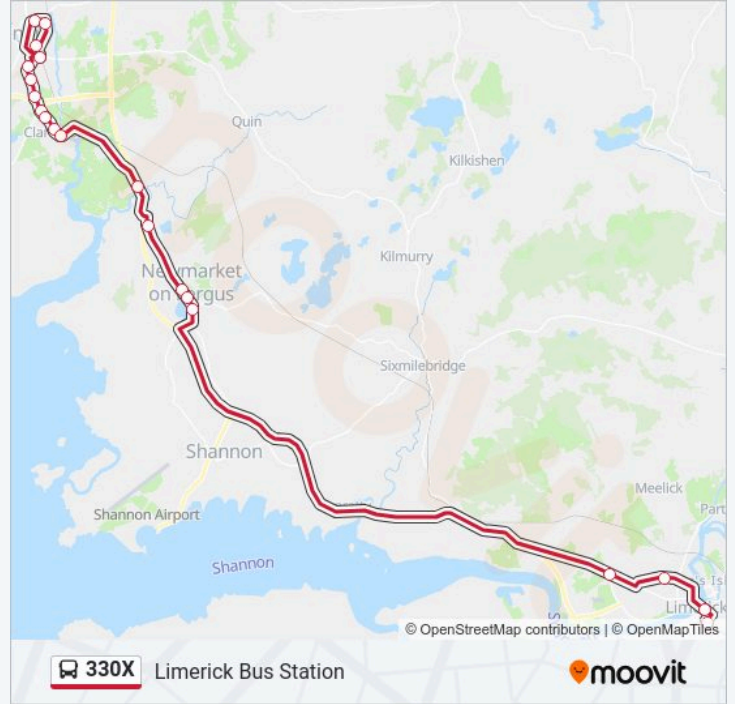 Quin
Kilkishen
Kilmurry
Newmarket
on Fergus
Sixmilebridge
Shannon
Meelick
Shannon Airport
Shannon
© OpenStreetMap contributors | © OpenMapTiles
330X Limerick Bus Station
moovit